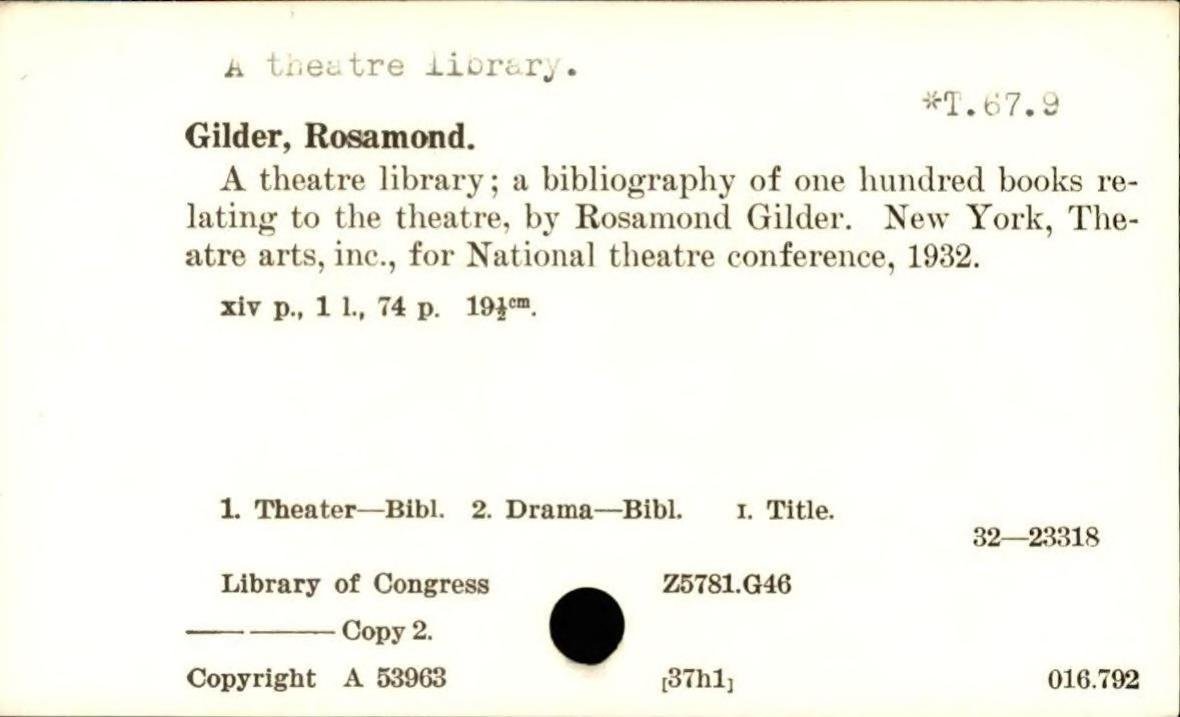 A theatre library.
*T.67.9
Gilder, Rosamond.
A theatre library; a bibliography of one hundred books re-
lating to the theatre, by Rosamond Gilder. New York, The-
atre arts, inc., for National theatre conference, 1932.
xiv p., 1 l., 74 p. 19½ᶜᵐ.
1. Theater—Bibl. 2. Drama—Bibl. I. Title.
32—23318
Library of Congress Z5781.G46
—— ——— Copy 2.
Copyright A 53963 [37h1] 016.792